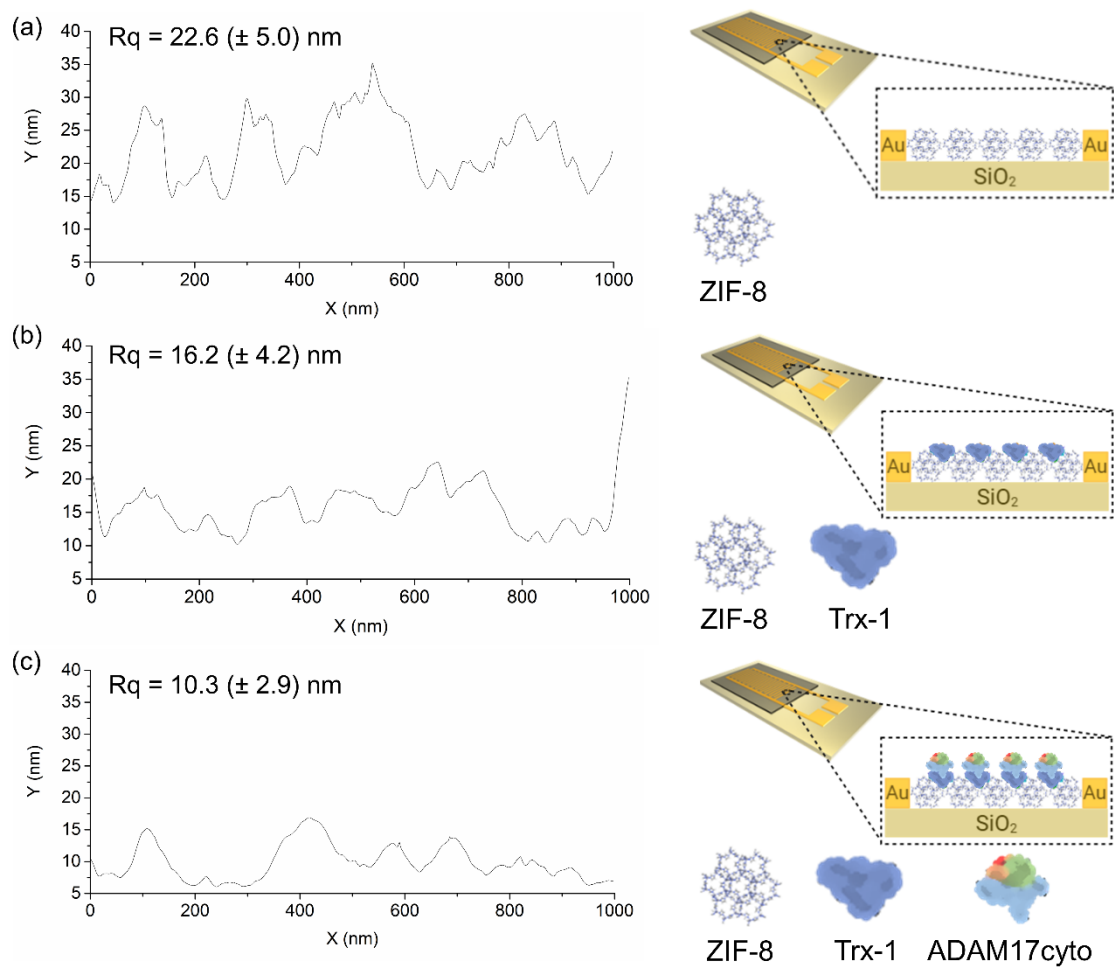 (a)
Rq = 22.6 (± 5.0) nm
Y (nm)
40
35
30
25
20
15
10
5
0
200
400
600
800
1000
X (nm)
Au
Au
SiO₂
ZIF-8
(b)
Rq = 16.2 (± 4.2) nm
Y (nm)
40
35
30
25
20
15
10
5
0
200
400
600
800
1000
X (nm)
Au
Au
SiO₂
ZIF-8
Trx-1
(c)
Rq = 10.3 (± 2.9) nm
Y (nm)
40
35
30
25
20
15
10
5
0
200
400
600
800
1000
X (nm)
Au
Au
SiO₂
ZIF-8
Trx-1
ADAM17cyto